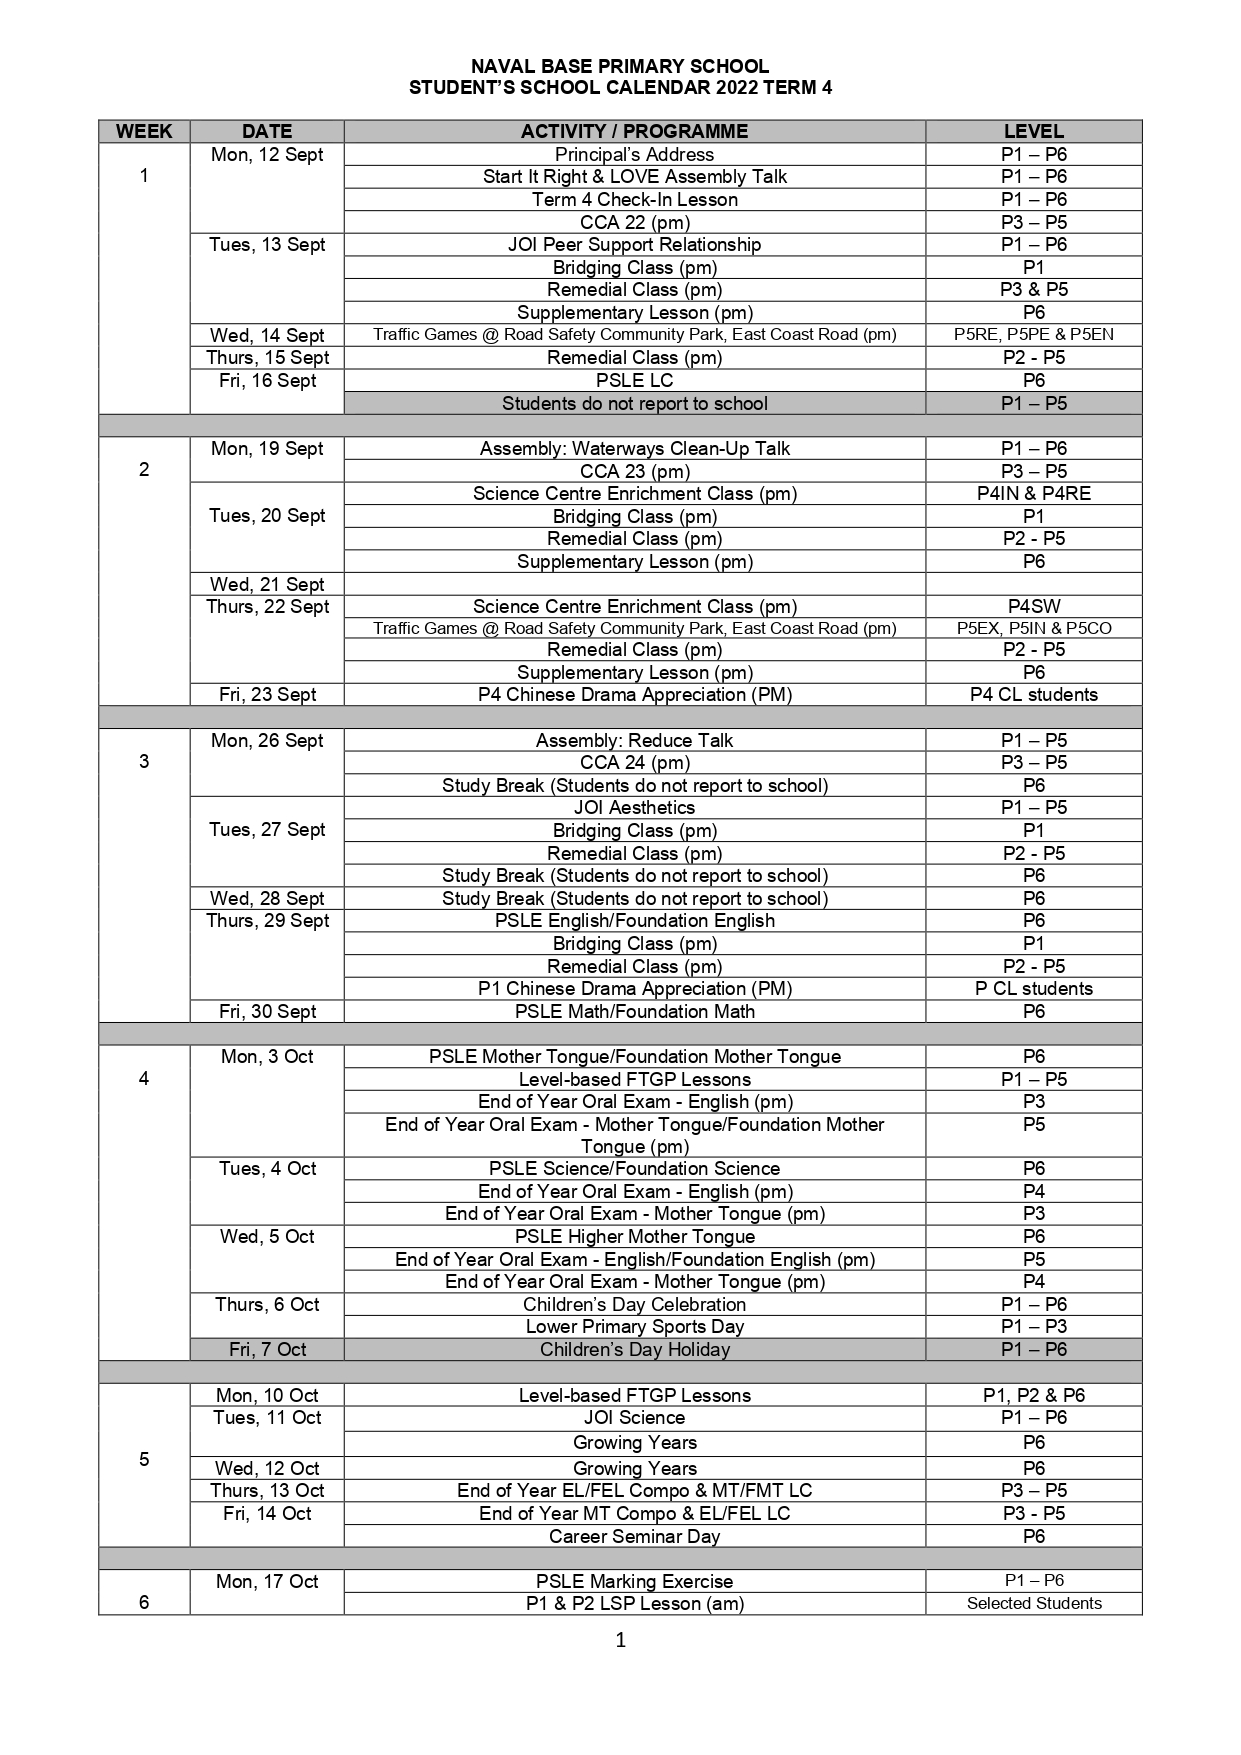 NAVAL BASE PRIMARY SCHOOL
STUDENT’S SCHOOL CALENDAR 2022 TERM 4
WEEK DATE ACTIVITY / PROGRAMME LEVEL
Mon, 12 Sept Principal’s Address P1 – P6
1 Start It Right & LOVE Assembly Talk P1 – P6
Term 4 Check-In Lesson P1 – P6
CCA 22 (pm) P3 – P5
Tues, 13 Sept JOI Peer Support Relationship P1 – P6
Bridging Class (pm) P1
Remedial Class (pm) P3 & P5
Supplementary Lesson (pm) P6
Wed, 14 Sept Traffic Games @ Road Safety Community Park, East Coast Road (pm) P5RE, P5PE & P5EN
Thurs, 15 Sept Remedial Class (pm) P2 - P5
Fri, 16 Sept PSLE LC P6
Students do not report to school P1 – P5
Mon, 19 Sept Assembly: Waterways Clean-Up Talk P1 – P6
2 CCA 23 (pm) P3 – P5
Science Centre Enrichment Class (pm) P4IN & P4RE
Tues, 20 Sept Bridging Class (pm) P1
Remedial Class (pm) P2 - P5
Supplementary Lesson (pm) P6
Wed, 21 Sept
Thurs, 22 Sept Science Centre Enrichment Class (pm) P4SW
Traffic Games @ Road Safety Community Park, East Coast Road (pm) P5EX, P5IN & P5CO
Remedial Class (pm) P2 - P5
Supplementary Lesson (pm) P6
Fri, 23 Sept P4 Chinese Drama Appreciation (PM) P4 CL students
Mon, 26 Sept Assembly: Reduce Talk P1 – P5
3 CCA 24 (pm) P3 – P5
Study Break (Students do not report to school) P6
JOI Aesthetics P1 – P5
Tues, 27 Sept Bridging Class (pm) P1
Remedial Class (pm) P2 - P5
Study Break (Students do not report to school) P6
Wed, 28 Sept Study Break (Students do not report to school) P6
Thurs, 29 Sept PSLE English/Foundation English P6
Bridging Class (pm) P1
Remedial Class (pm) P2 - P5
P1 Chinese Drama Appreciation (PM) P CL students
Fri, 30 Sept PSLE Math/Foundation Math P6
Mon, 3 Oct PSLE Mother Tongue/Foundation Mother Tongue P6
4 Level-based FTGP Lessons P1 – P5
End of Year Oral Exam - English (pm) P3
End of Year Oral Exam - Mother Tongue/Foundation Mother P5
Tongue (pm)
Tues, 4 Oct PSLE Science/Foundation Science P6
End of Year Oral Exam - English (pm) P4
End of Year Oral Exam - Mother Tongue (pm) P3
Wed, 5 Oct PSLE Higher Mother Tongue P6
End of Year Oral Exam - English/Foundation English (pm) P5
End of Year Oral Exam - Mother Tongue (pm) P4
Thurs, 6 Oct Children’s Day Celebration P1 – P6
Lower Primary Sports Day P1 – P3
Fri, 7 Oct Children’s Day Holiday P1 – P6
Mon, 10 Oct Level-based FTGP Lessons P1, P2 & P6
Tues, 11 Oct JOI Science P1 – P6
Growing Years P6
5
Wed, 12 Oct Growing Years P6
Thurs, 13 Oct End of Year EL/FEL Compo & MT/FMT LC P3 – P5
Fri, 14 Oct End of Year MT Compo & EL/FEL LC P3 - P5
Career Seminar Day P6
Mon, 17 Oct PSLE Marking Exercise P1 – P6
6 P1 & P2 LSP Lesson (am) Selected Students
1